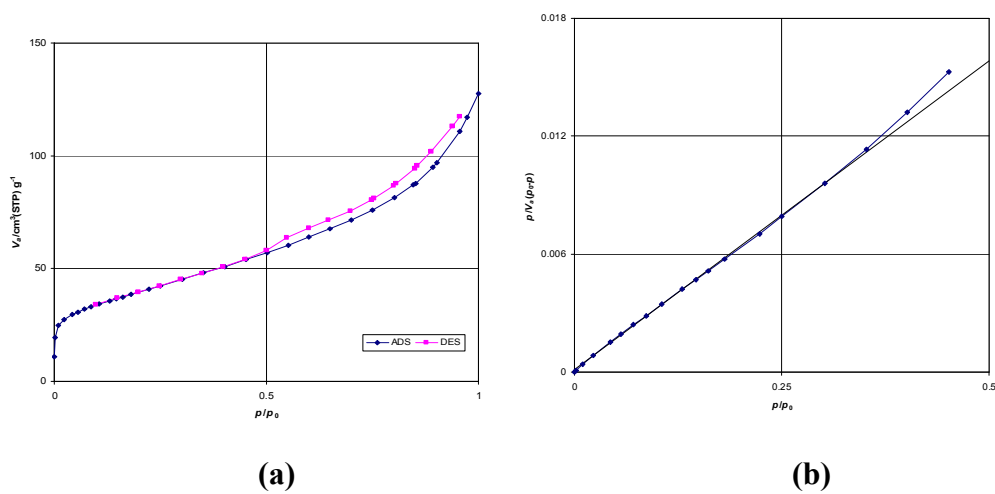 150
100
50
0
0
0.5
1
Va/cm³(STP) g⁻¹
p/p₀
ADS
DES
(a)
0.018
0.012
0.006
0
0
0.25
0.5
p/Va(p₀-p)
p/p₀
(b)